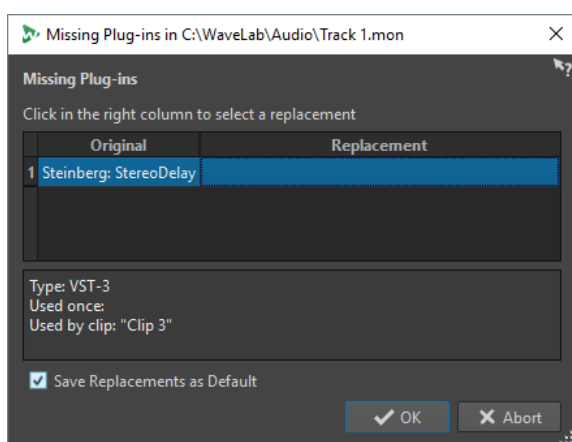 Missing Plug-ins in C:\WaveLab\Audio\Track 1.mon
Missing Plug-ins
Click in the right column to select a replacement
Original Replacement
1 Steinberg: StereoDelay
Type: VST-3
Used once:
Used by clip: "Clip 3"
Save Replacements as Default
OK Abort